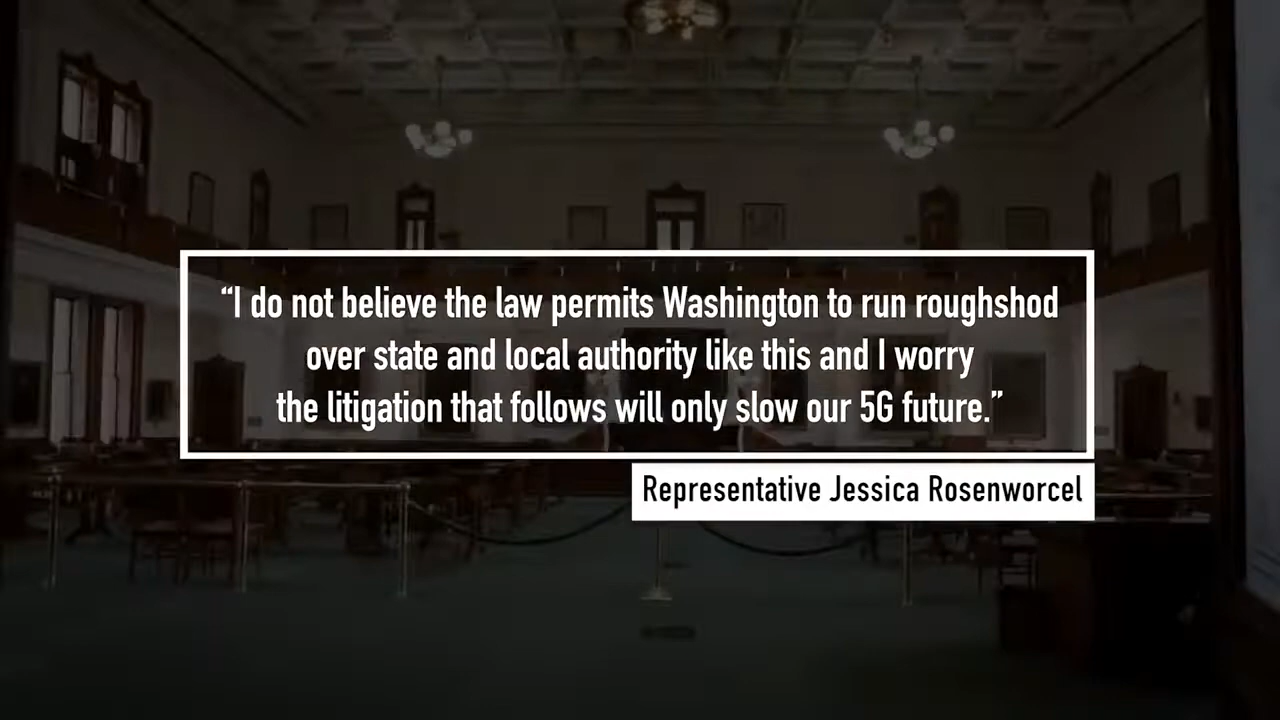 “I do not believe the law permits Washington to run roughshod
over state and local authority like this and I worry
the litigation that follows will only slow our 5G future.”
Representative Jessica Rosenworcel